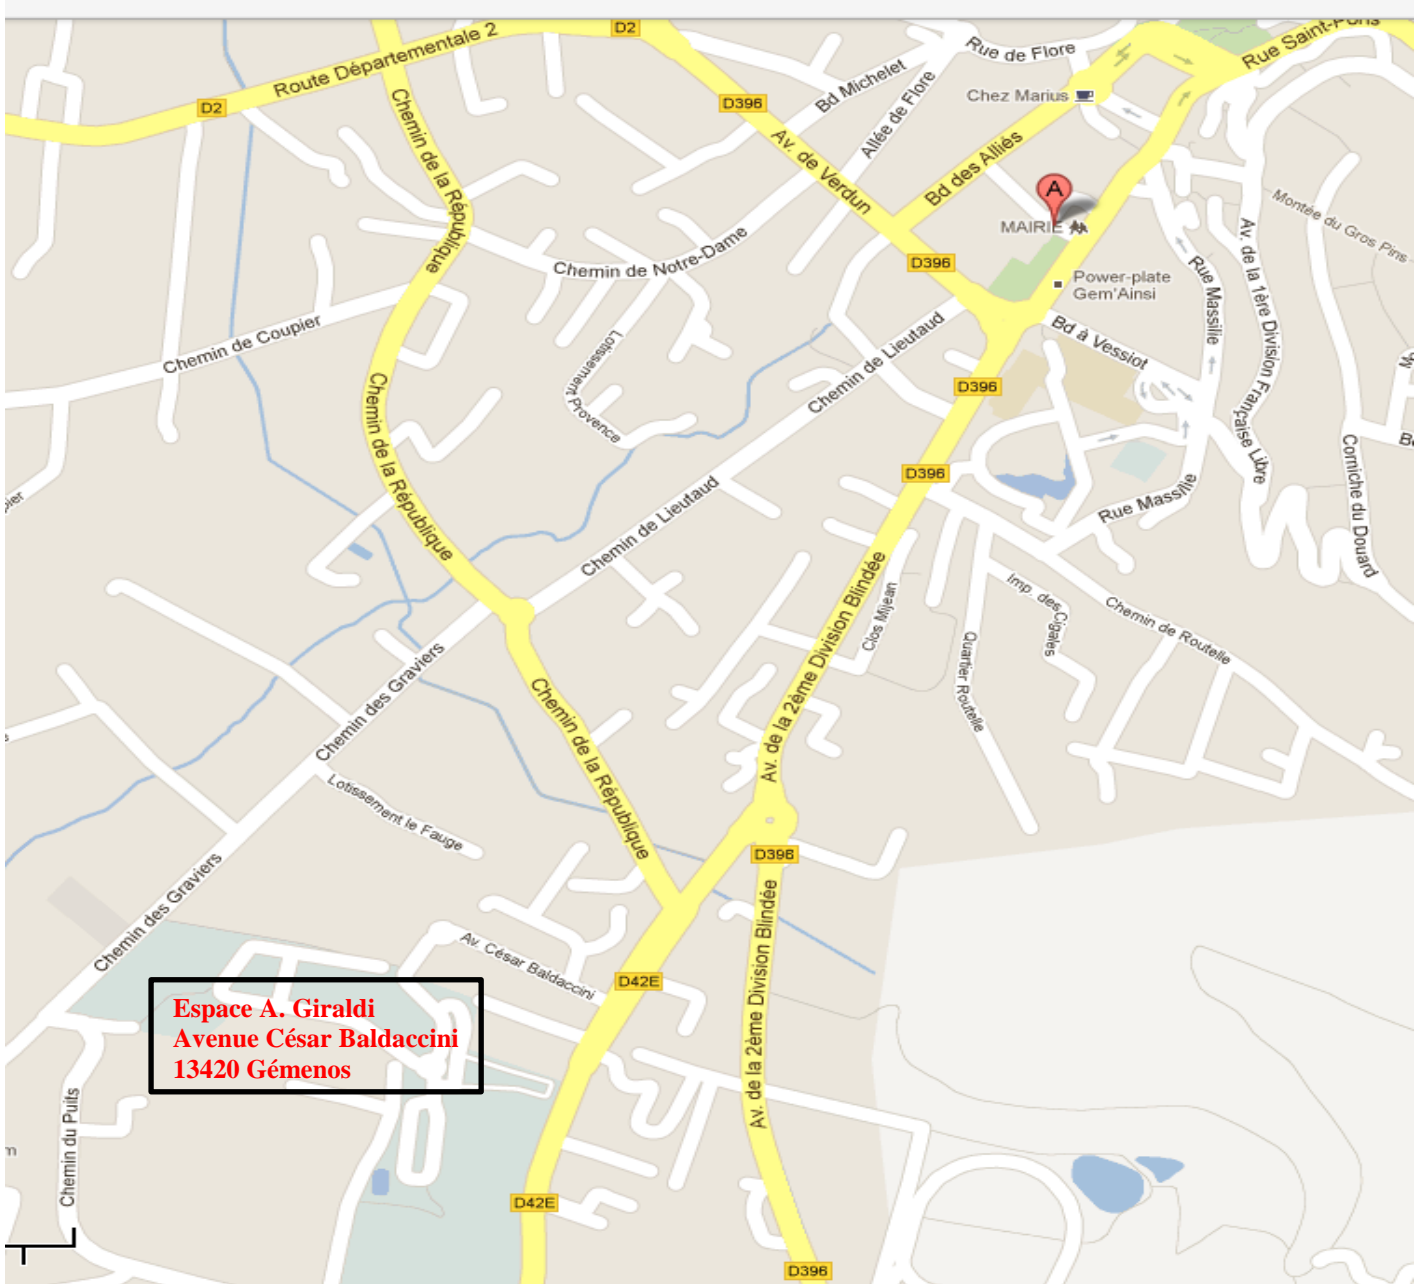 D2
Route Départementale 2
D2
Rue de Flore
Rue Saint-Pons
Bd Michelet
Chez Marius
D396
Allée de Flore
Chemin de la République
Av. de Verdun
Bd des Alliés
A
MAIRIE
Montée du Gros Pins
Chemin de Notre-Dame
D396
Power-plate
Gem'Ainsi
Rue Massilie
Av. de la 1ère Division Française Libre
Chemin de Coupier
Lotissement Provence
Chemin de Lieutaud
Bd à Vessiot
D396
Chemin de la République
D396
Rue Massilie
Corniche du Douard
Chemin de Lieutaud
Imp. des Cigales
Clos Mijean
Chemin de Routelle
Quartier Routelle
Av. de la 2ème Division Blindée
Chemin des Graviers
Chemin de la République
Lotissement le Fauge
D396
Chemin des Graviers
Av. de la 2ème Division Blindée
Av. César Baldaccini
D42E
Espace A. Giraldi
Avenue César Baldaccini
13420 Gémenos
Chemin du Puits
D42E
D396